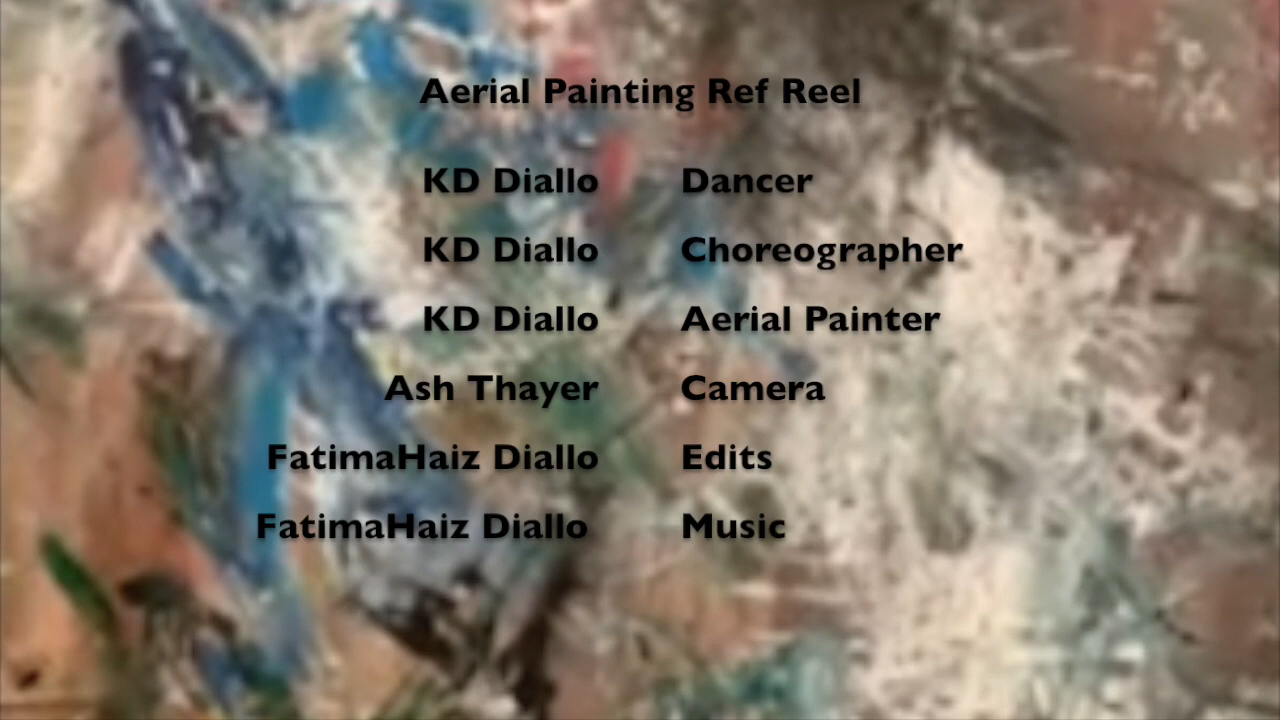 Aerial Painting Ref Reel
KD Diallo Dancer
KD Diallo Choreographer
KD Diallo Aerial Painter
Ash Thayer Camera
FatimaHaiz Diallo Edits
FatimaHaiz Diallo Music